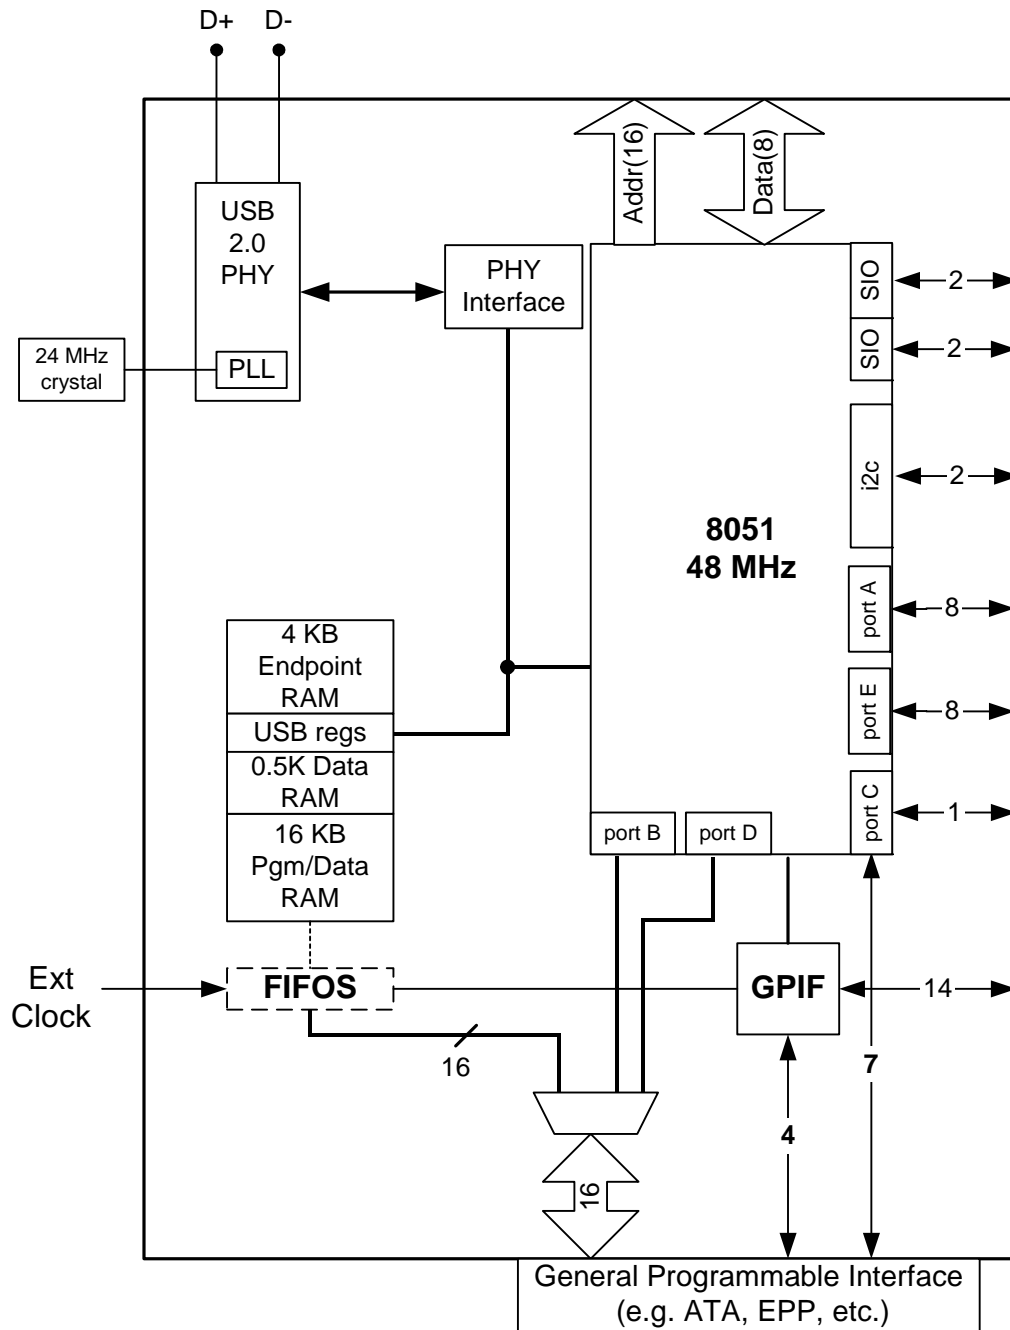 D+ D-
Addr(16)
Data(8)
USB
2.0
PHY
PLL
24 MHz
crystal
PHY
Interface
SIO
2
SIO
2
i2c
2
8051
48 MHz
port A
8
port E
8
port C
1
port B
port D
4 KB
Endpoint
RAM
USB regs
0.5K Data
RAM
16 KB
Pgm/Data
RAM
Ext
Clock
FIFOS
GPIF
14
16
7
4
16
General Programmable Interface
(e.g. ATA, EPP, etc.)